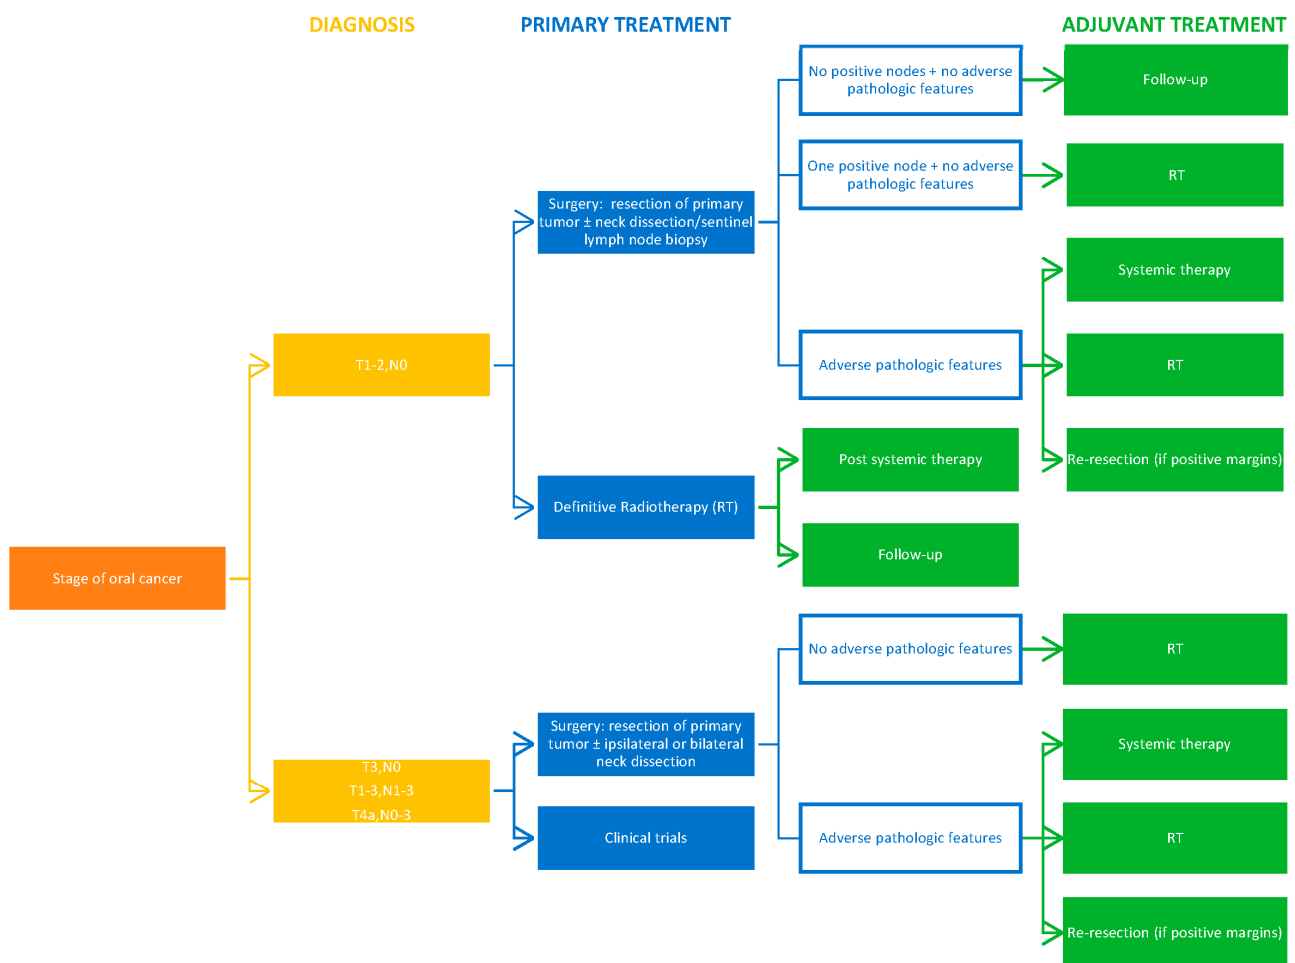 DIAGNOSIS
PRIMARY TREATMENT
ADJUVANT TREATMENT
No positive nodes + no adverse
pathologic features
Follow-up
One positive node + no adverse
pathologic features
RT
Surgery:  resection of primary
tumor ± neck dissection/sentinel
lymph node biopsy
Systemic therapy
T1-2,N0
Adverse pathologic features
RT
Post systemic therapy
Re-resection (if positive margins)
Definitive Radiotherapy (RT)
Follow-up
Stage of oral cancer
No adverse pathologic features
RT
Surgery: resection of primary
tumor ± ipsilateral or bilateral
neck dissection
Systemic therapy
T3,N0
T1-3,N1-3
T4a,N0-3
Clinical trials
Adverse pathologic features
RT
Re-resection (if positive margins)